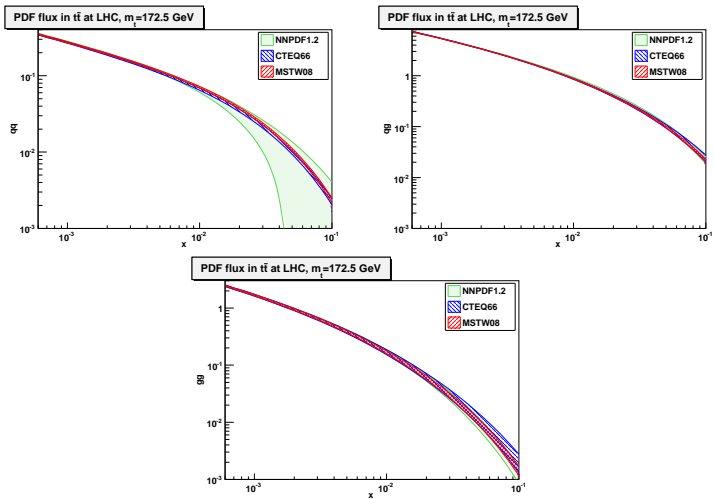 PDF flux in tt̄ at LHC, m_t=172.5 GeV
NNPDF1.2
CTEQ66
MSTW08
qq
10^-1
10^-2
10^-3
10^-3
10^-2
10^-1
x
PDF flux in tt̄ at LHC, m_t=172.5 GeV
NNPDF1.2
CTEQ66
MSTW08
qg
1
10^-1
10^-2
10^-3
10^-3
10^-2
10^-1
x
PDF flux in tt̄ at LHC, m_t=172.5 GeV
NNPDF1.2
CTEQ66
MSTW08
gg
1
10^-1
10^-2
10^-3
10^-3
10^-2
10^-1
x